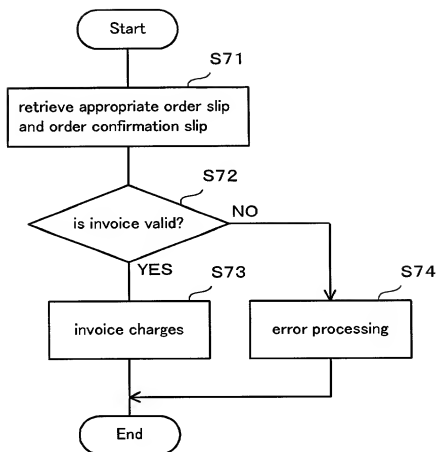 Start
S71
retrieve appropriate order slip
and order confirmation slip
S72
is invoice valid?
NO
YES
S73
invoice charges
S74
error processing
End